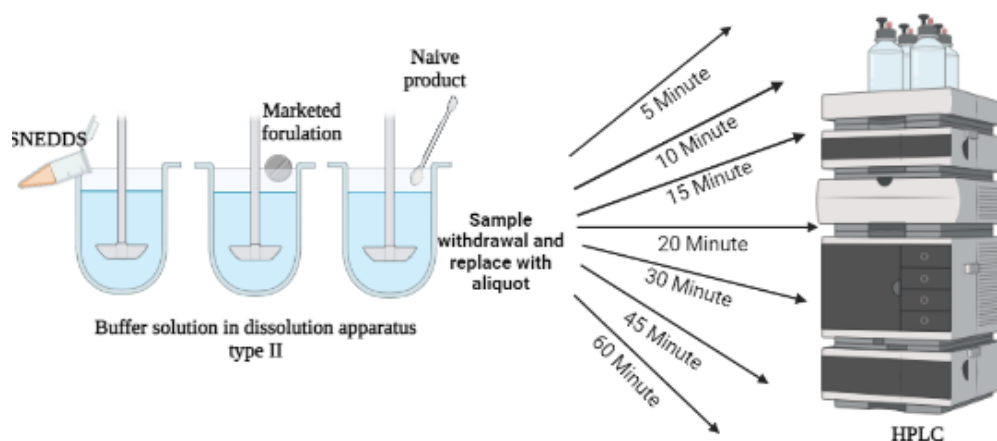 SNEDDS
Marketed
forulation
Naive
product
Buffer solution in dissolution apparatus
type II
Sample
withdrawal and
replace with
aliquot
5 Minute
10 Minute
15 Minute
20 Minute
30 Minute
45 Minute
60 Minute
HPLC